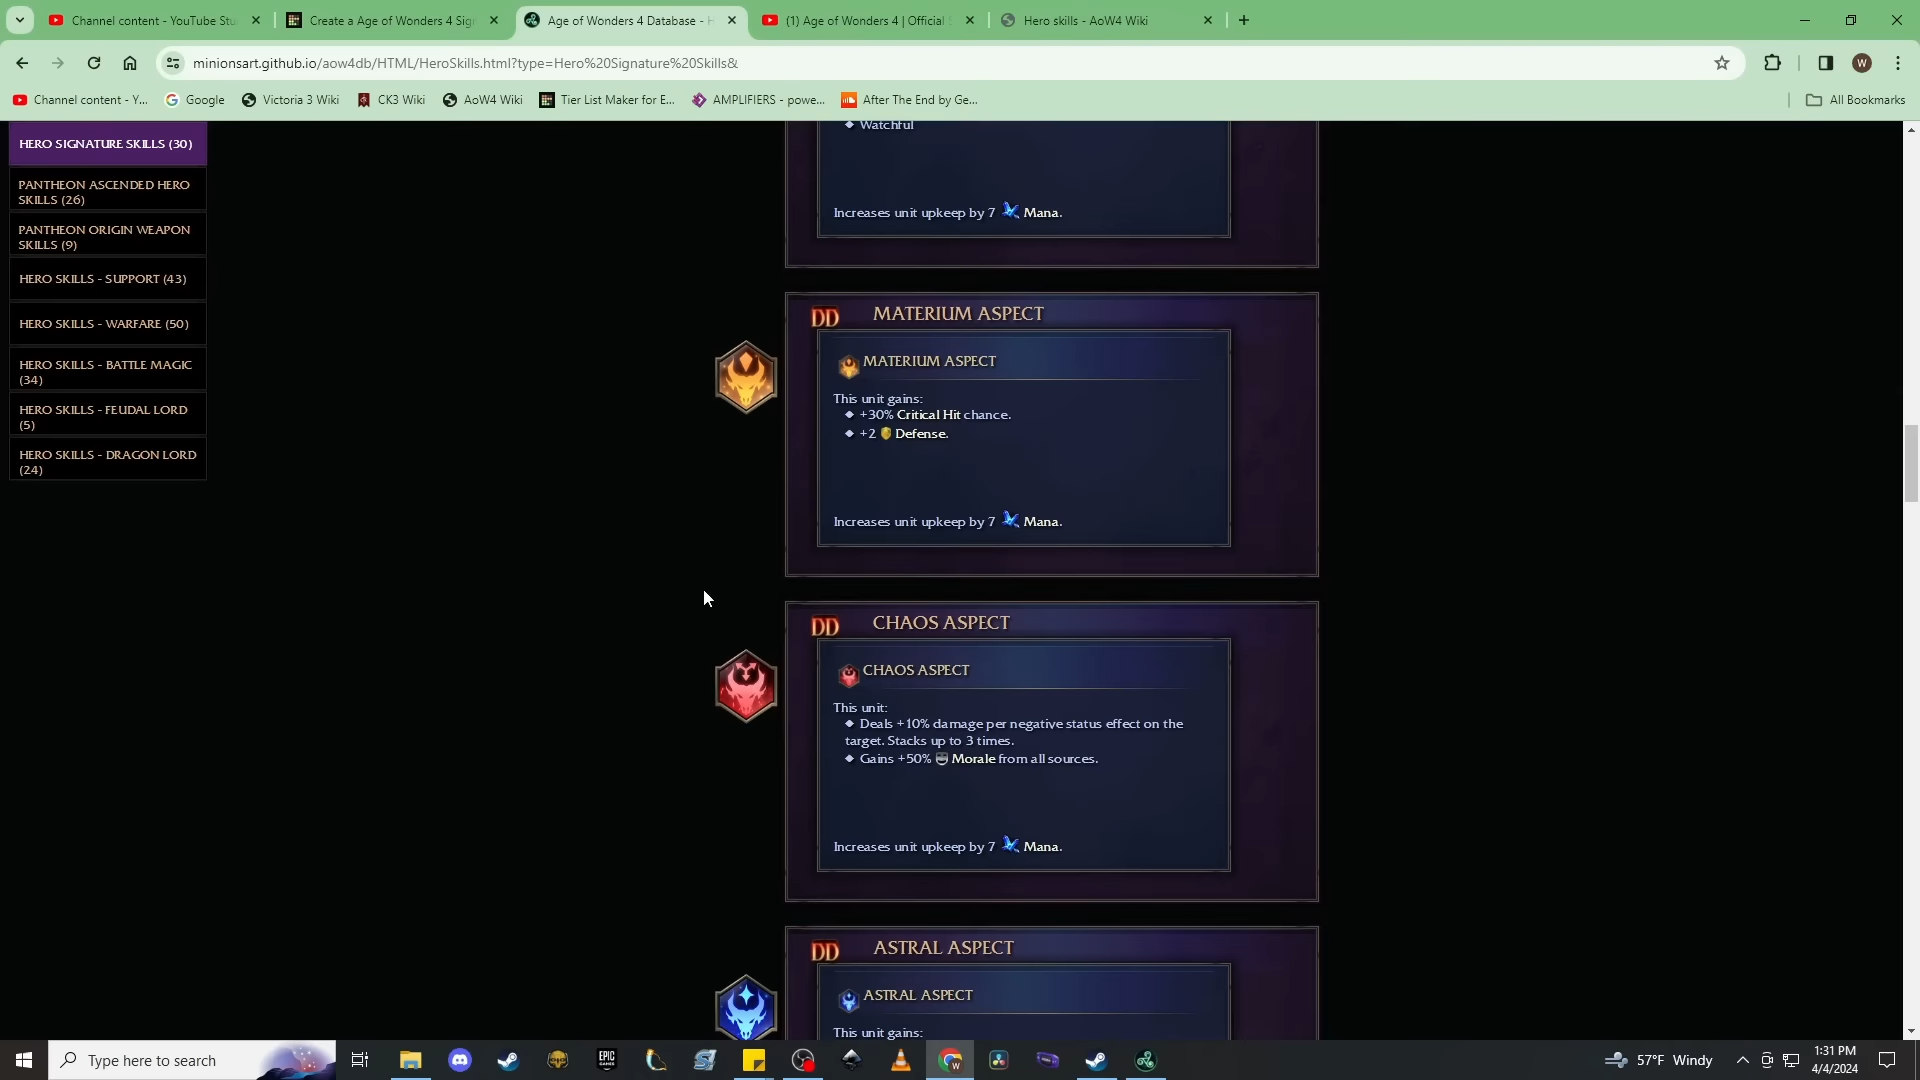 Channel content - YouTube Stu
Create a Age of Wonders 4 Sig
Age of Wonders 4 Database - H
(1) Age of Wonders 4 | Official S
Hero skills - AoW4 Wiki
minionsart.github.io/aow4db/HTML/HeroSkills.html?type=Hero%20Signature%20Skills&
W
Channel content - Y...
Google
Victoria 3 Wiki
CK3 Wiki
AoW4 Wiki
Tier List Maker for E...
AMPLIFIERS - powe...
After The End by Ge...
All Bookmarks
HERO SIGNATURE SKILLS (30)
PANTHEON ASCENDED HERO
SKILLS (26)
PANTHEON ORIGIN WEAPON
SKILLS (9)
HERO SKILLS - SUPPORT (43)
HERO SKILLS - WARFARE (50)
HERO SKILLS - BATTLE MAGIC
(34)
HERO SKILLS - FEUDAL LORD
(5)
HERO SKILLS - DRAGON LORD
(24)
Watchful
Increases unit upkeep by 7 Mana.
DD MATERIUM ASPECT
MATERIUM ASPECT
This unit gains:
+30% Critical Hit chance.
+2 Defense.
Increases unit upkeep by 7 Mana.
DD CHAOS ASPECT
CHAOS ASPECT
This unit:
Deals +10% damage per negative status effect on the
target. Stacks up to 3 times.
Gains +50% Morale from all sources.
Increases unit upkeep by 7 Mana.
DD ASTRAL ASPECT
ASTRAL ASPECT
This unit gains:
Type here to search
EPIC
GAMES
57°F Windy
1:31 PM
4/4/2024